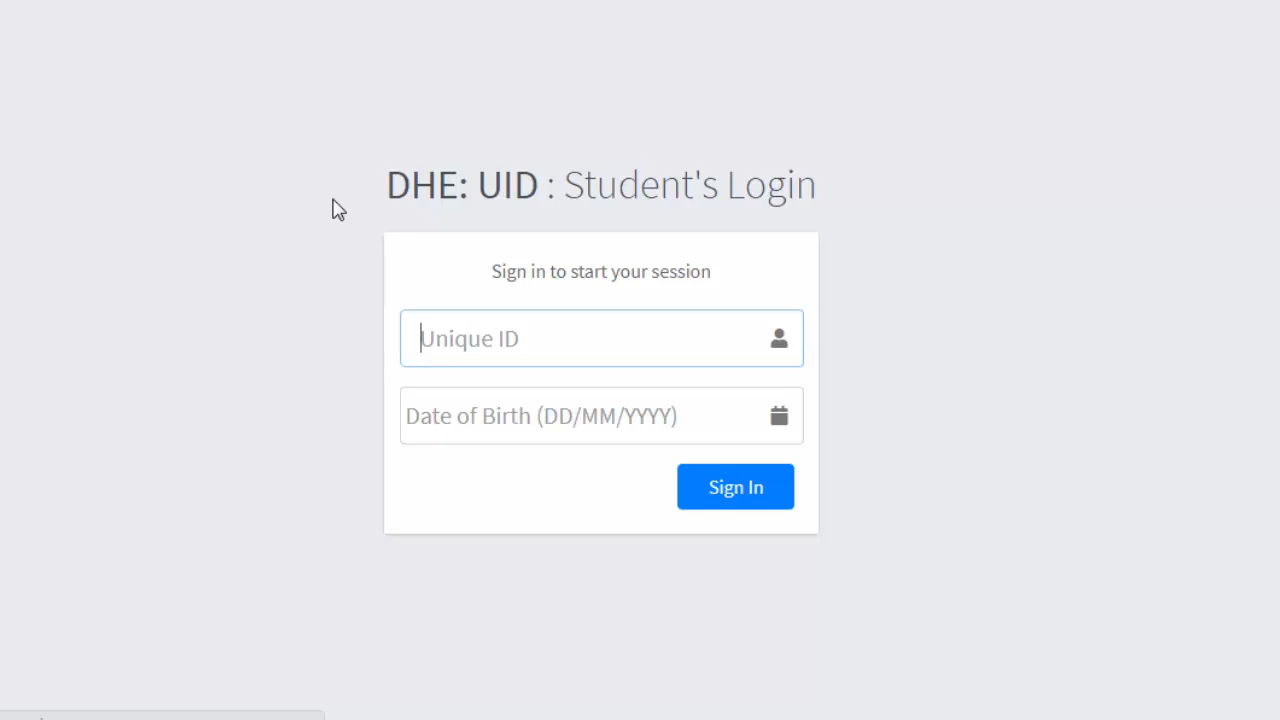 DHE: UID : Student's Login
Sign in to start your session
Unique ID
Date of Birth (DD/MM/YYYY)
Sign In